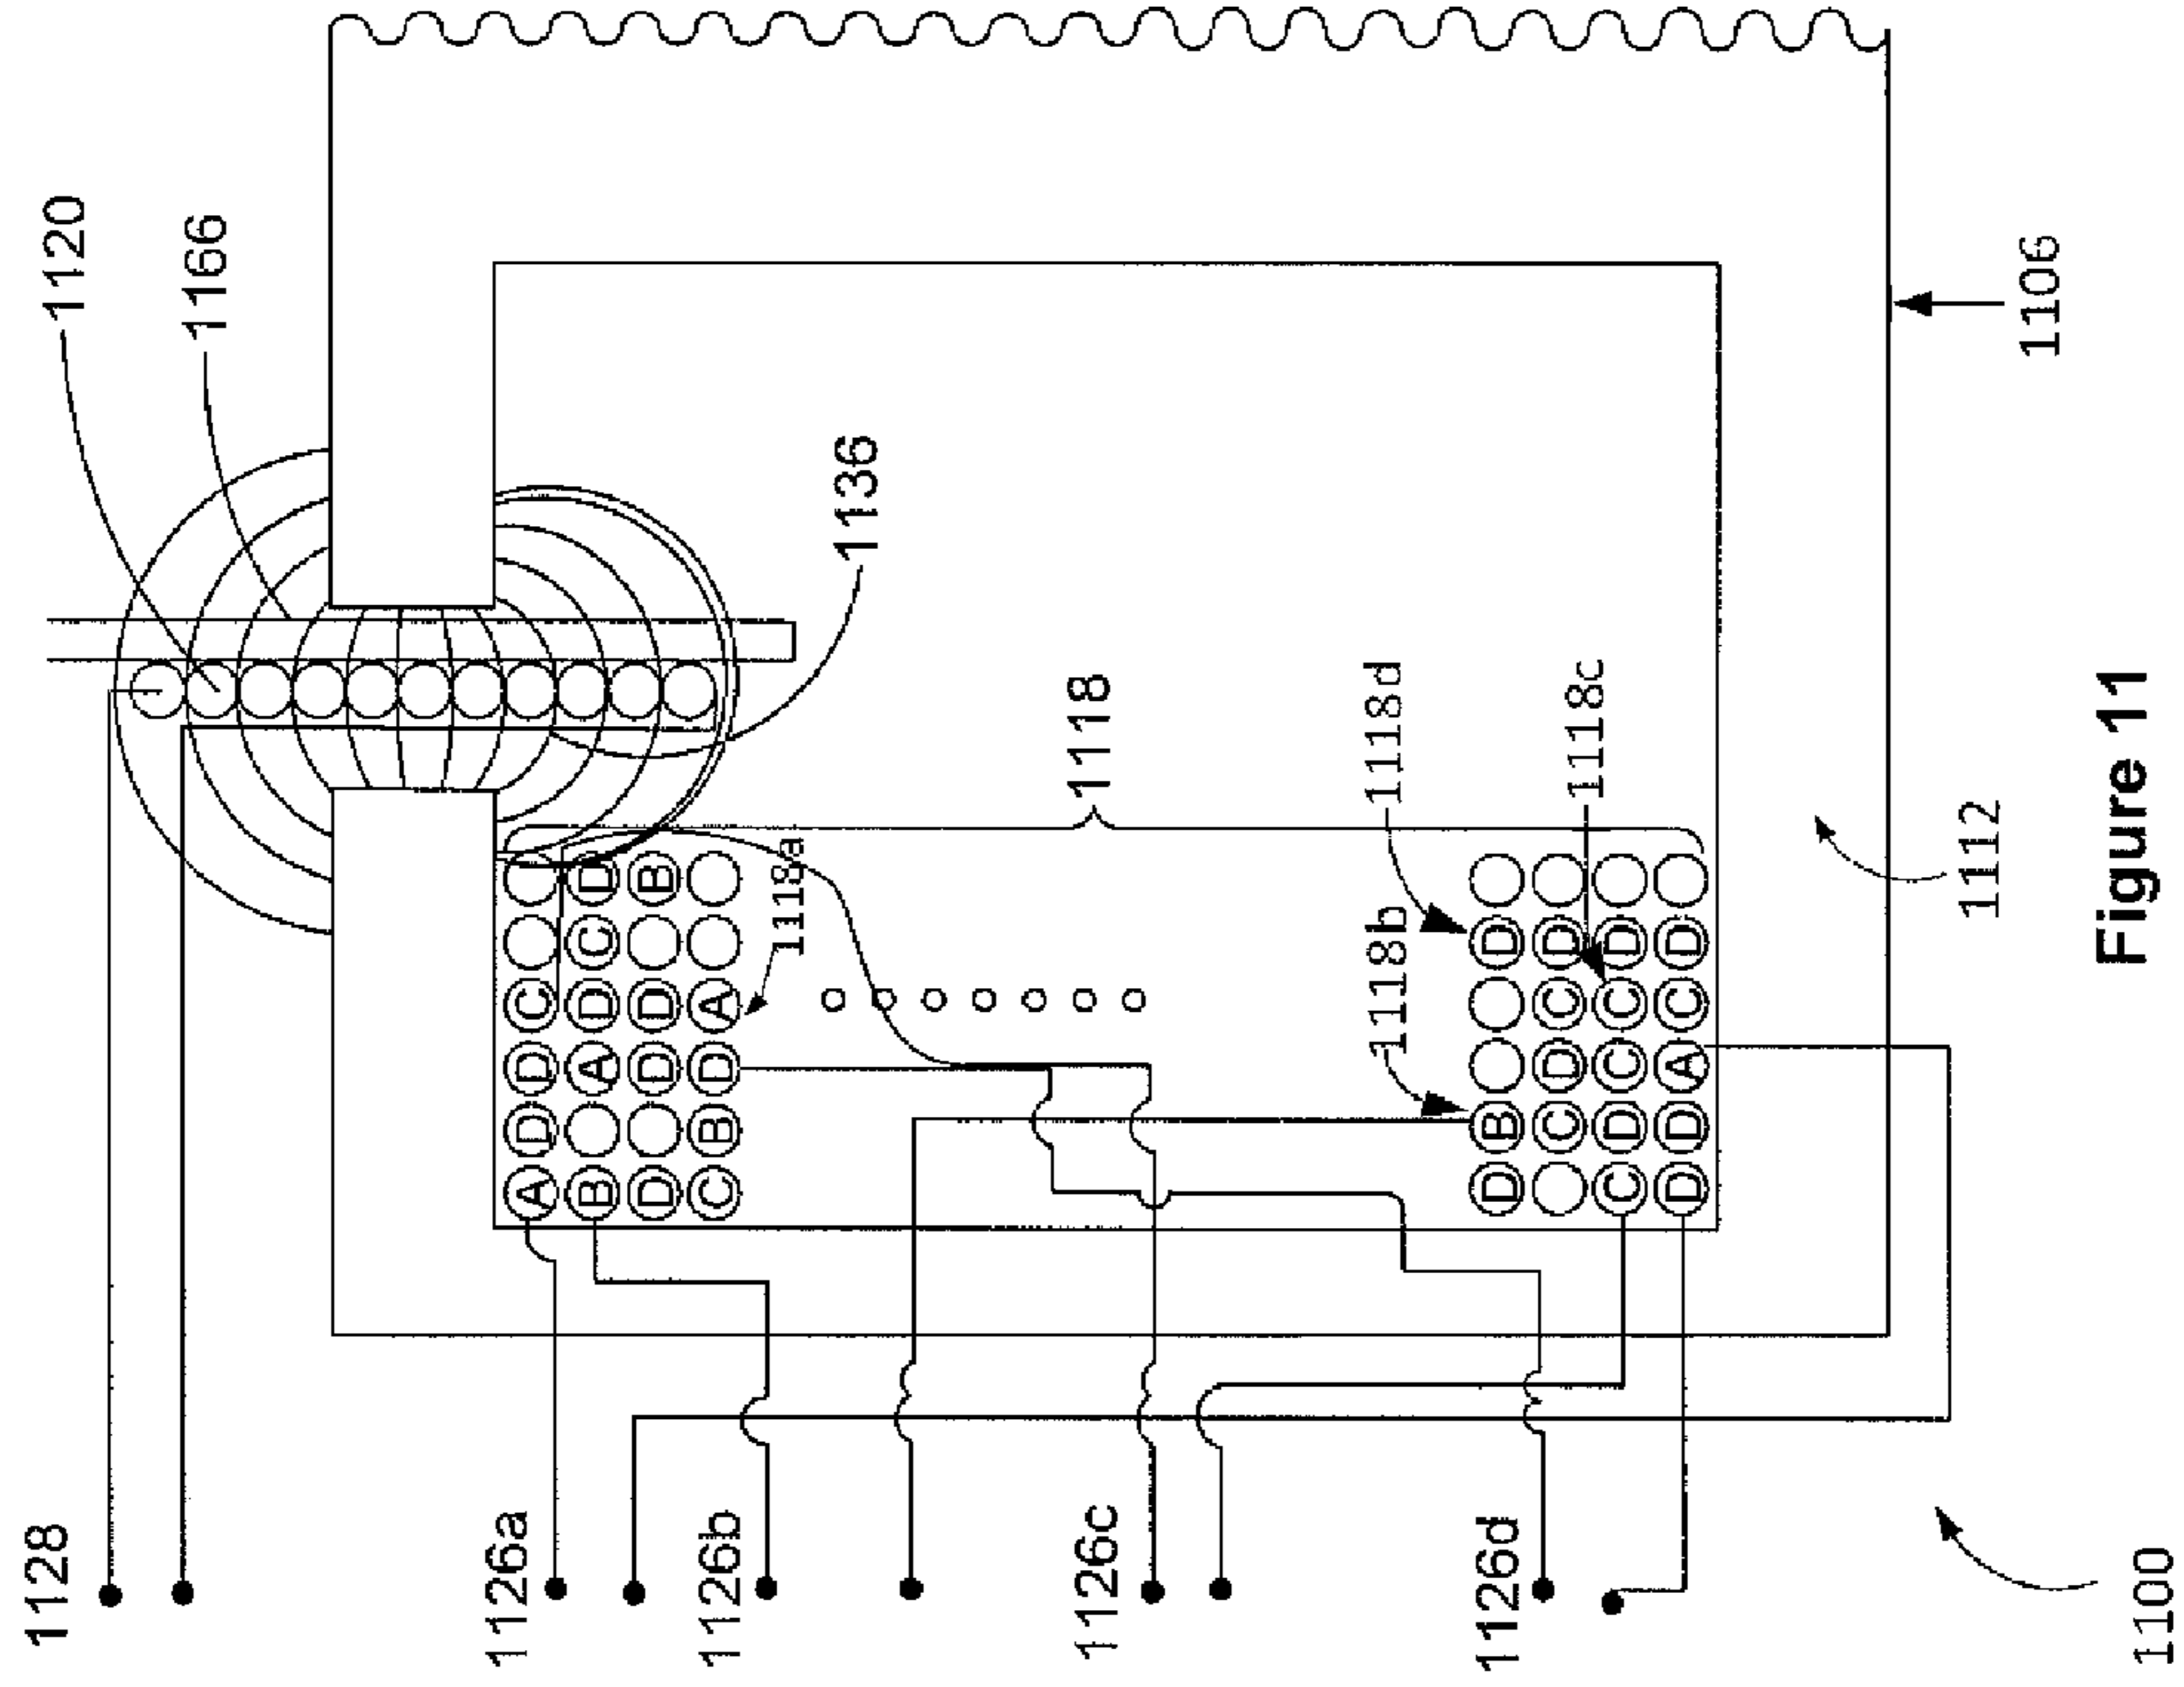 1128
1120
1166
1126a
A D D C
B A D C D
D D D B
1126b
C B D A
1118a
1136
1118
1126c
1118b
1118d
1126d
D B D
C D C D
1118c
C D C C D
D D A C D
1112
1106
Figure 11
1100